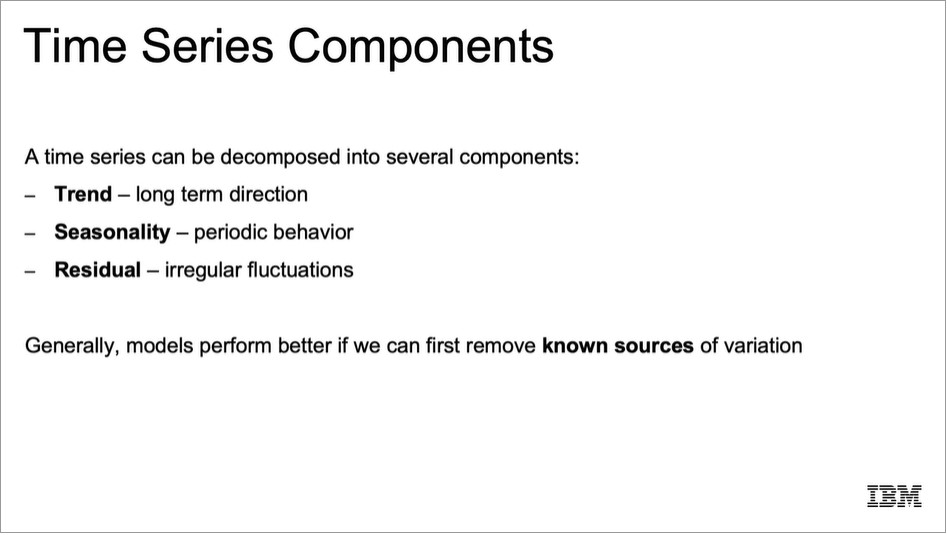 Time Series Components
A time series can be decomposed into several components:
– Trend – long term direction
– Seasonality – periodic behavior
– Residual – irregular fluctuations
Generally, models perform better if we can first remove known sources of variation
IBM